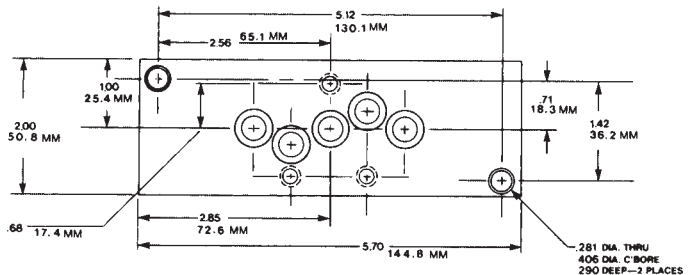 5.12
130.1 MM
2.56
65.1 MM
1.00
25.4 MM
2.00
50.8 MM
.71
18.3 MM
1.42
36.2 MM
.68
17.4 MM
2.85
72.6 MM
5.70
144.8 MM
.281 DIA. THRU
406 DIA. C'BORE
290 DEEP—2 PLACES